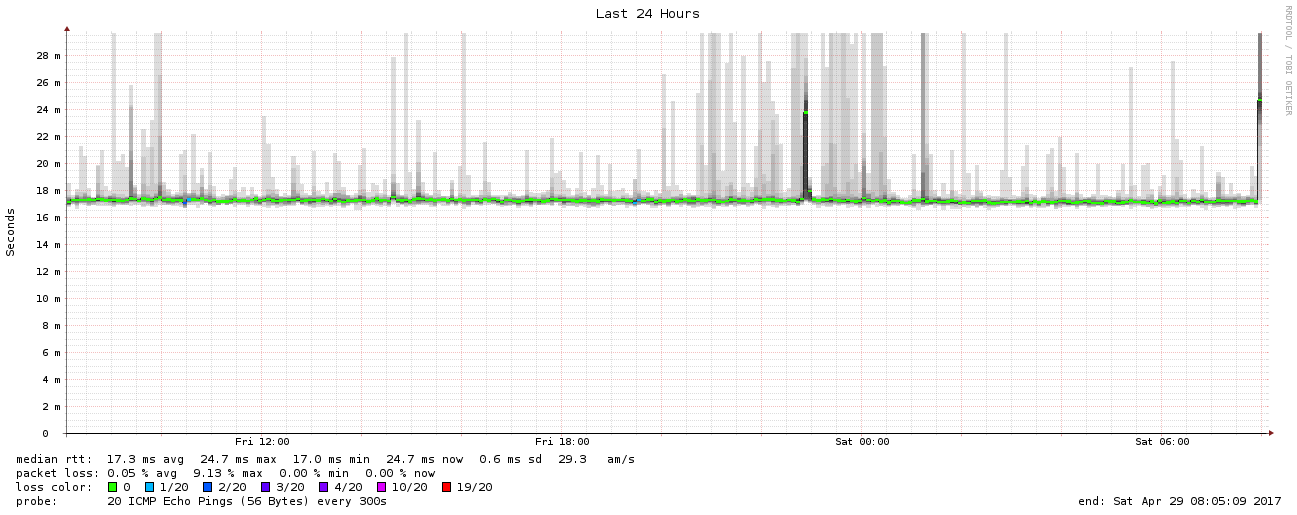 Last 24 Hours
RRDTOOL / TOBI OETIKER
Seconds
28 m
26 m
24 m
22 m
20 m
18 m
16 m
14 m
12 m
10 m
8 m
6 m
4 m
2 m
0
Fri 12:00 Fri 18:00 Sat 00:00 Sat 06:00
median rtt: 17.3 ms avg 24.7 ms max 17.0 ms min 24.7 ms now 0.6 ms sd 29.3 am/s
packet loss: 0.05 % avg 9.13 % max 0.00 % min 0.00 % now
loss color: 0 1/20 2/20 3/20 4/20 10/20 19/20
probe: 20 ICMP Echo Pings (56 Bytes) every 300s end: Sat Apr 29 08:05:09 2017